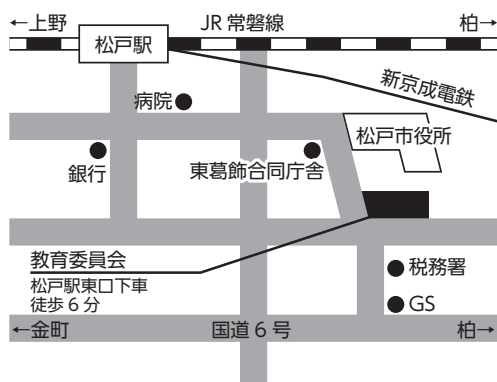 ←上野
JR 常磐線
柏→
松戸駅
新京成電鉄
病院
松戸市役所
銀行
東葛飾合同庁舎
教育委員会
松戸駅東口下車
徒歩 6 分
税務署
GS
←金町
国道 6 号
柏→